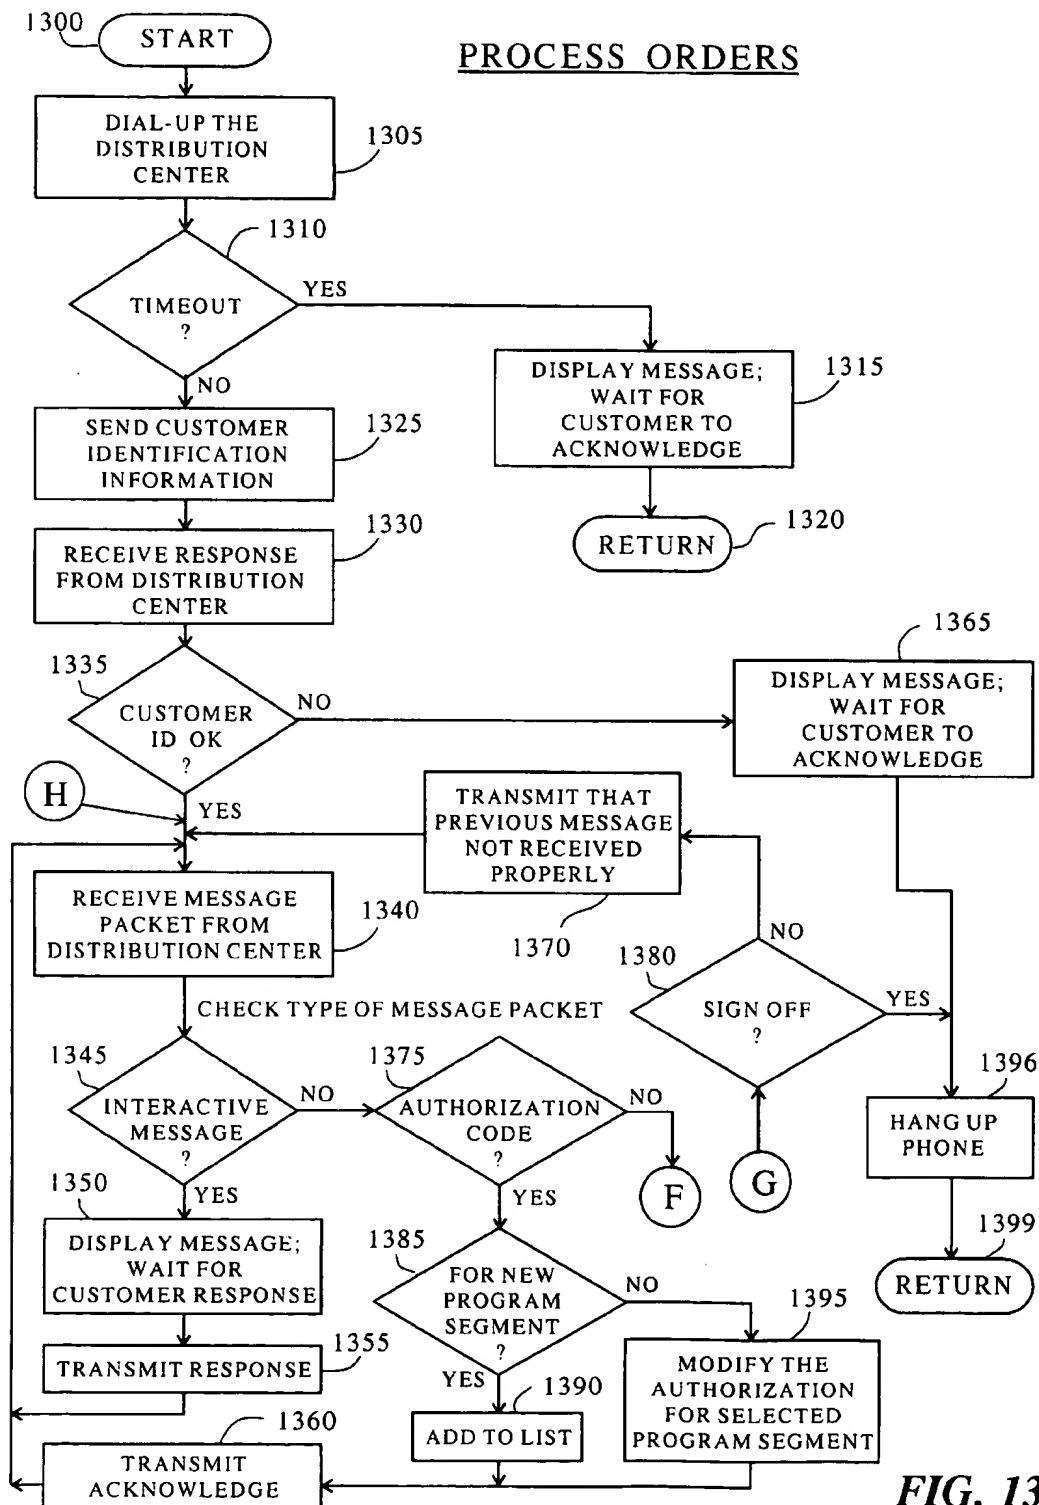 1300
START
PROCESS ORDERS
DIAL-UP THE
DISTRIBUTION
CENTER
1305
1310
TIMEOUT
?
YES
NO
DISPLAY MESSAGE;
WAIT FOR
CUSTOMER TO
ACKNOWLEDGE
1315
SEND CUSTOMER
IDENTIFICATION
INFORMATION
1325
RETURN
1320
RECEIVE RESPONSE
FROM DISTRIBUTION
CENTER
1330
1335
CUSTOMER
ID OK
?
NO
YES
1365
DISPLAY MESSAGE;
WAIT FOR
CUSTOMER TO
ACKNOWLEDGE
H
TRANSMIT THAT
PREVIOUS MESSAGE
NOT RECEIVED
PROPERLY
1370
RECEIVE MESSAGE
PACKET FROM
DISTRIBUTION CENTER
1340
1380
NO
SIGN OFF
?
YES
CHECK TYPE OF MESSAGE PACKET
1345
INTERACTIVE
MESSAGE
?
NO
YES
1375
AUTHORIZATION
CODE
?
NO
YES
F
G
1396
HANG UP
PHONE
1399
RETURN
1350
DISPLAY MESSAGE;
WAIT FOR
CUSTOMER RESPONSE
1385
FOR NEW
PROGRAM
SEGMENT
?
NO
YES
1395
MODIFY THE
AUTHORIZATION
FOR SELECTED
PROGRAM SEGMENT
TRANSMIT RESPONSE
1355
1390
ADD TO LIST
1360
TRANSMIT
ACKNOWLEDGE
FIG. 13